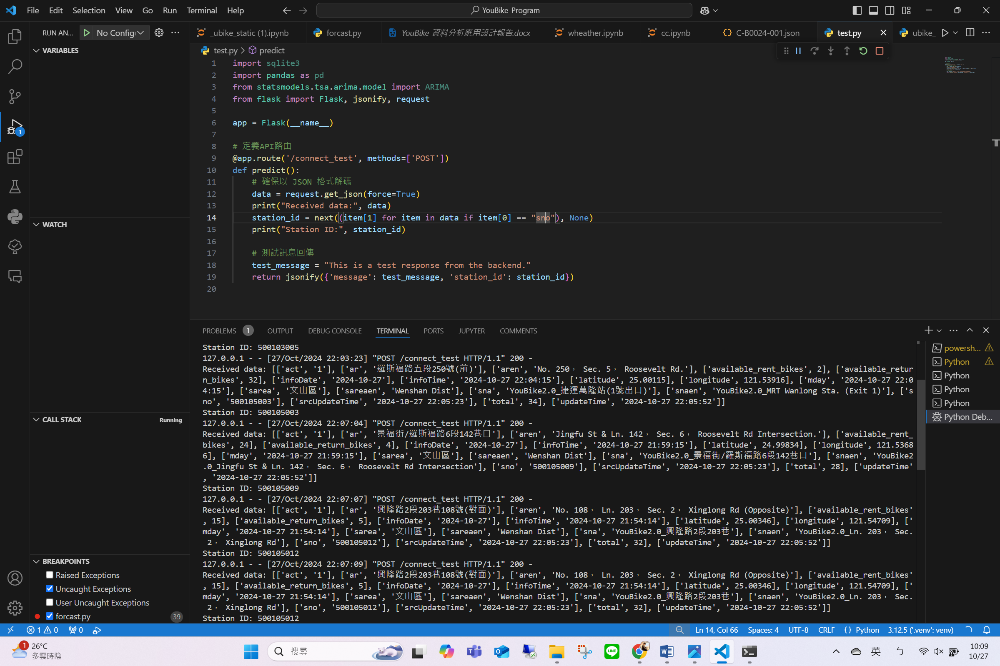 File Edit Selection View Go Run Terminal Help
YouBike_Program
RUN AN... No Config
_ubike_static (1).ipynb forcast.py YouBike 資料分析應用設計報告.docx wheather.ipynb cc.ipynb C-B0024-001.json test.py ubike_
VARIABLES
WATCH
CALL STACK Running
BREAKPOINTS
Raised Exceptions
Uncaught Exceptions
User Uncaught Exceptions
forcast.py 39
1
test.py > predict
1 import sqlite3
2 import pandas as pd
3 from statsmodels.tsa.arima.model import ARIMA
4 from flask import Flask, jsonify, request
5
6 app = Flask(__name__)
7
8 # 定義API路由
9 @app.route('/connect_test', methods=['POST'])
10 def predict():
11 # 確保以 JSON 格式解碼
12 data = request.get_json(force=True)
13 print("Received data:", data)
14 station_id = next((item[1] for item in data if item[0] == "sno"), None)
15 print("Station ID:", station_id)
16
17 # 測試訊息回傳
18 test_message = "This is a test response from the backend."
19 return jsonify({'message': test_message, 'station_id': station_id})
20
PROBLEMS 1 OUTPUT DEBUG CONSOLE TERMINAL PORTS JUPYTER COMMENTS
Station ID: 500103005
127.0.0.1 - - [27/Oct/2024 22:03:23] "POST /connect_test HTTP/1.1" 200 -
Received data: [['act', '1'], ['ar', '羅斯福路五段250號(前)'], ['aren', 'No. 250， Sec. 5， Roosevelt Rd.'], ['available_rent_bikes', 2], ['available_retur
n_bikes', 32], ['infoDate', '2024-10-27'], ['infoTime', '2024-10-27 22:04:15'], ['latitude', 25.00115], ['longitude', 121.53916], ['mday', '2024-10-27 22:0
4:15'], ['sarea', '文山區'], ['sareaen', 'Wenshan Dist'], ['sna', 'YouBike2.0_捷運萬隆站(1號出口)'], ['snaen', 'YouBike2.0_MRT Wanlong Sta. (Exit 1)'], ['s
no', '500105003'], ['srcUpdateTime', '2024-10-27 22:05:23'], ['total', 34], ['updateTime', '2024-10-27 22:05:52']]
Station ID: 500105003
127.0.0.1 - - [27/Oct/2024 22:07:04] "POST /connect_test HTTP/1.1" 200 -
Received data: [['act', '1'], ['ar', '景福街/羅斯福路6段142巷口'], ['aren', 'Jingfu St & Ln. 142， Sec. 6， Roosevelt Rd Intersection.'], ['available_rent_
bikes', 24], ['available_return_bikes', 4], ['infoDate', '2024-10-27'], ['infoTime', '2024-10-27 21:59:15'], ['latitude', 24.99834], ['longitude', 121.5368
6], ['mday', '2024-10-27 21:59:15'], ['sarea', '文山區'], ['sareaen', 'Wenshan Dist'], ['sna', 'YouBike2.0_景福街/羅斯福路6段142巷口'], ['snaen', 'YouBike2
.0_Jingfu St & Ln. 142， Sec. 6， Roosevelt Rd Intersection'], ['sno', '500105009'], ['srcUpdateTime', '2024-10-27 22:05:23'], ['total', 28], ['updateTime'
, '2024-10-27 22:05:52']]
Station ID: 500105009
127.0.0.1 - - [27/Oct/2024 22:07:07] "POST /connect_test HTTP/1.1" 200 -
Received data: [['act', '1'], ['ar', '興隆路2段203巷108號(對面)'], ['aren', 'No. 108， Ln. 203， Sec. 2， Xinglong Rd (Opposite)'], ['available_rent_bikes'
, 15], ['available_return_bikes', 5], ['infoDate', '2024-10-27'], ['infoTime', '2024-10-27 21:54:14'], ['latitude', 25.00346], ['longitude', 121.54709], ['
mday', '2024-10-27 21:54:14'], ['sarea', '文山區'], ['sareaen', 'Wenshan Dist'], ['sna', 'YouBike2.0_興隆路2段203巷'], ['snaen', 'YouBike2.0_Ln. 203， Sec.
2， Xinglong Rd'], ['sno', '500105012'], ['srcUpdateTime', '2024-10-27 22:05:23'], ['total', 32], ['updateTime', '2024-10-27 22:05:52']]
Station ID: 500105012
127.0.0.1 - - [27/Oct/2024 22:07:09] "POST /connect_test HTTP/1.1" 200 -
Received data: [['act', '1'], ['ar', '興隆路2段203巷108號(對面)'], ['aren', 'No. 108， Ln. 203， Sec. 2， Xinglong Rd (Opposite)'], ['available_rent_bikes'
, 15], ['available_return_bikes', 5], ['infoDate', '2024-10-27'], ['infoTime', '2024-10-27 21:54:14'], ['latitude', 25.00346], ['longitude', 121.54709], ['
mday', '2024-10-27 21:54:14'], ['sarea', '文山區'], ['sareaen', 'Wenshan Dist'], ['sna', 'YouBike2.0_興隆路2段203巷'], ['snaen', 'YouBike2.0_Ln. 203， Sec.
2， Xinglong Rd'], ['sno', '500105012'], ['srcUpdateTime', '2024-10-27 22:05:23'], ['total', 32], ['updateTime', '2024-10-27 22:05:52']]
Station ID: 500105012
powersh...
Python
Python
Python
Python
Python Deb...
1 0 0 Ln 14, Col 66 Spaces: 4 UTF-8 CRLF {} Python 3.12.5 ('.venv': venv)
1 26°C
多雲時陰
搜尋
LINE
英 ㄅ
10:09
10/27